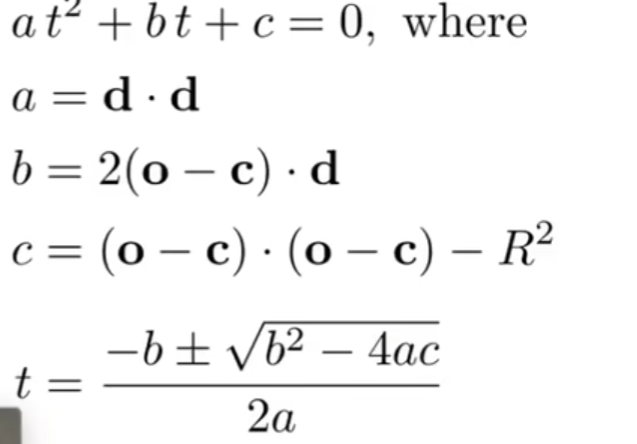 a t² + b t + c = 0, where
a = d · d
b = 2(o − c) · d
c = (o − c) · (o − c) − R²
t = (−b ± √(b² − 4ac)) / 2a